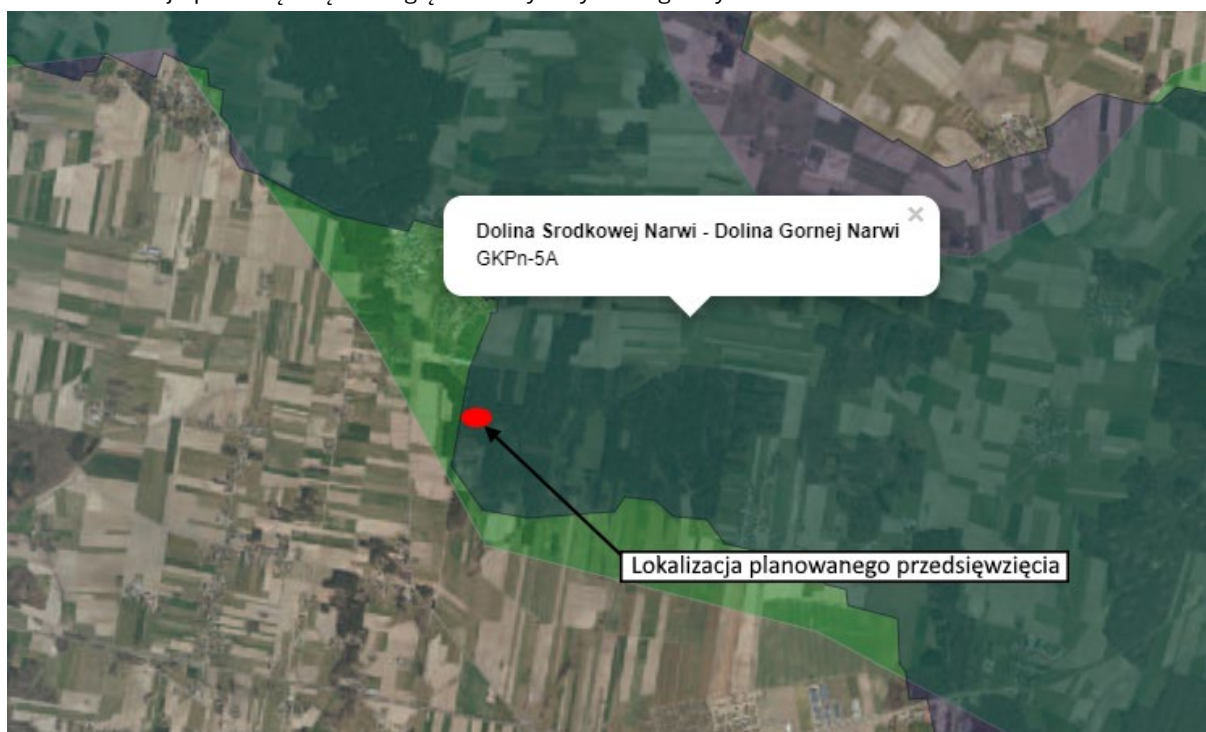 Dolina Srodkowej Narwi - Dolina Gornej Narwi
GKPn-5A
Lokalizacja planowanego przedsięwzięcia